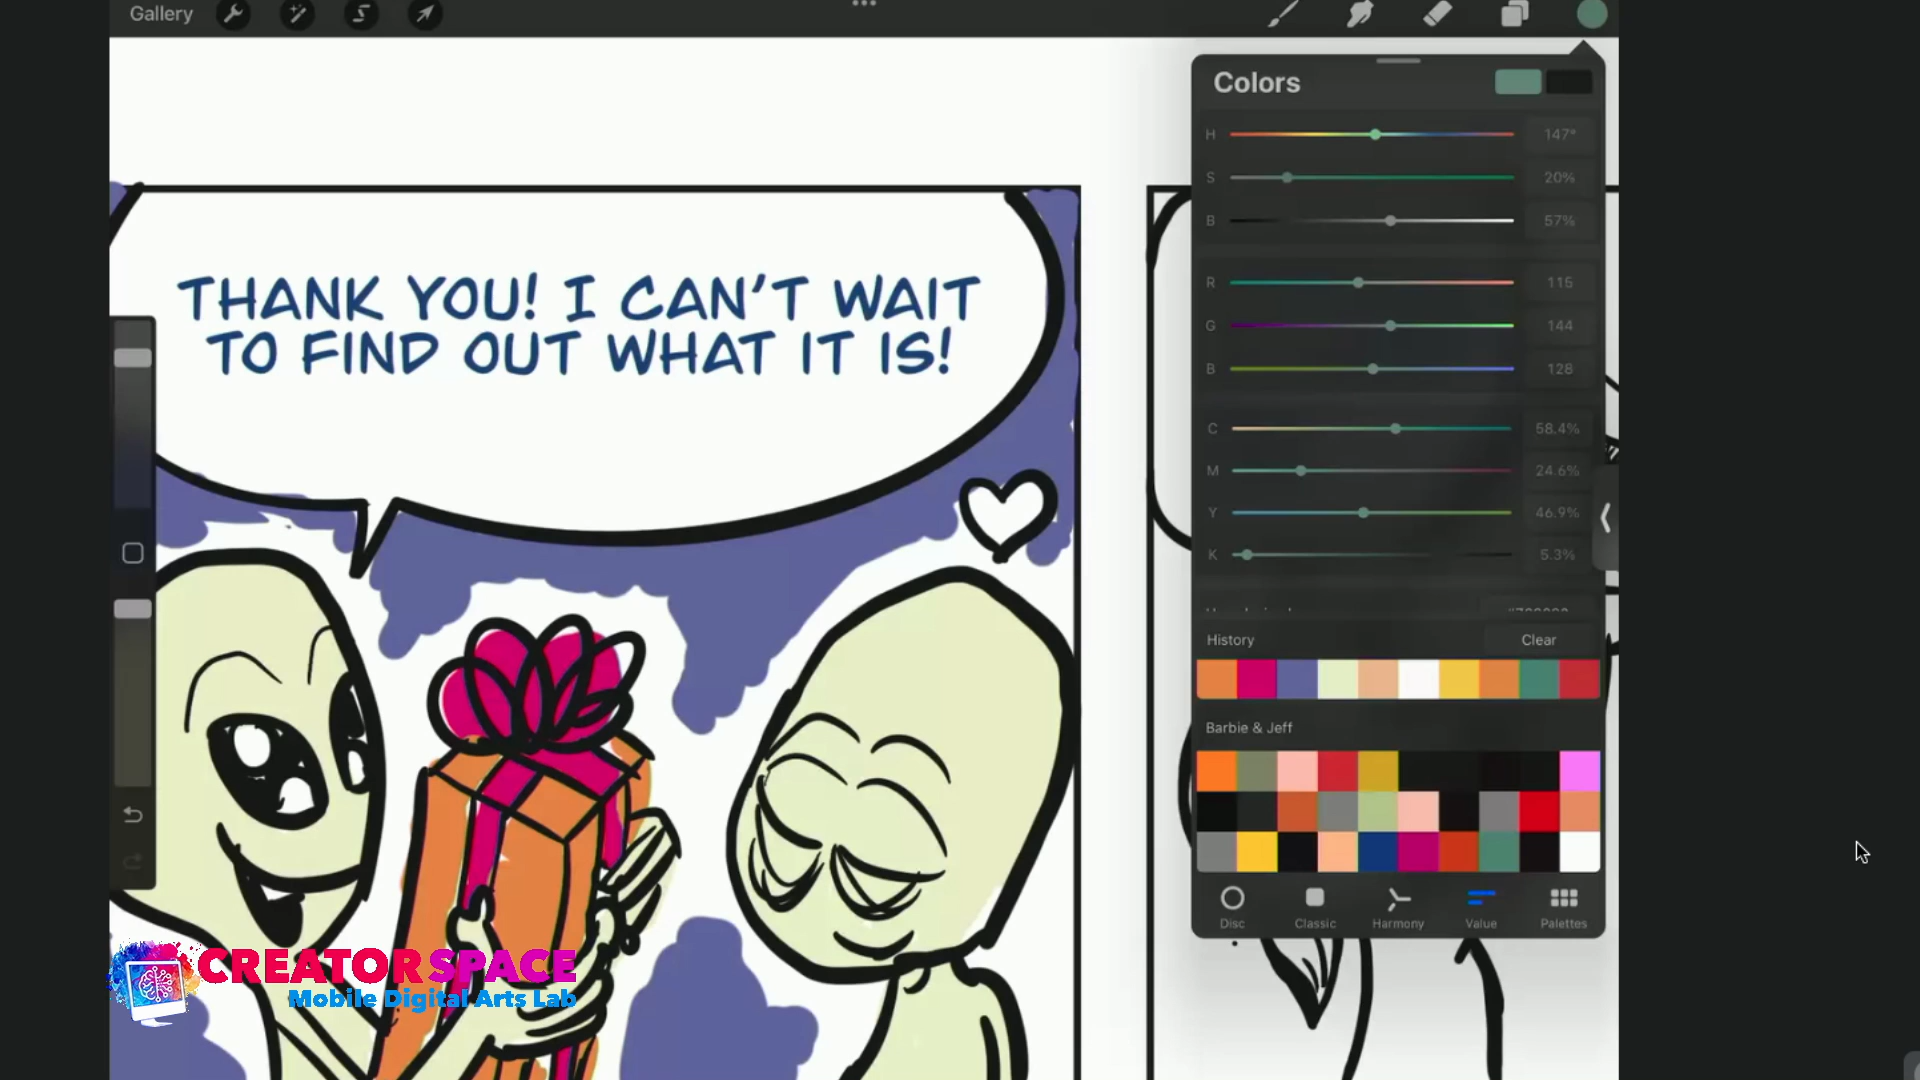 Gallery
Colors
H 147°
S 20%
B 57%
THANK YOU! I CAN'T WAIT
TO FIND OUT WHAT IT IS!
R 115
G 144
B 128
C 58.4%
M 24.6%
Y 46.9%
K 5.3%
History Clear
Barbie & Jeff
Disc Classic Harmony Value Palettes
CREATORSPACE
Mobile Digital Arts Lab